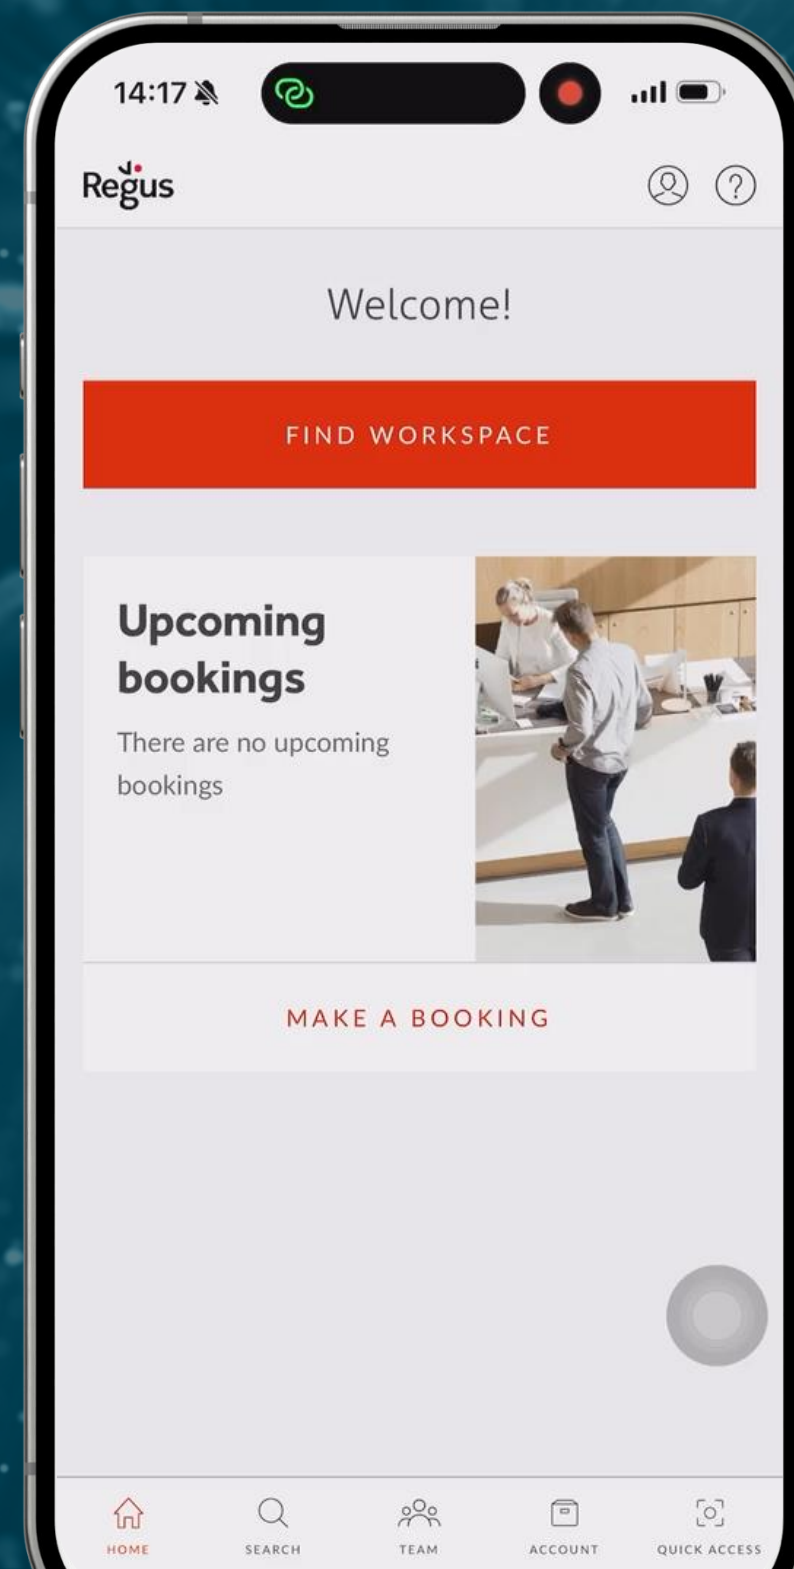 14:17
Regus
Welcome!
FIND WORKSPACE
Upcoming
bookings
There are no upcoming
bookings
MAKE A BOOKING
HOME SEARCH TEAM ACCOUNT QUICK ACCESS